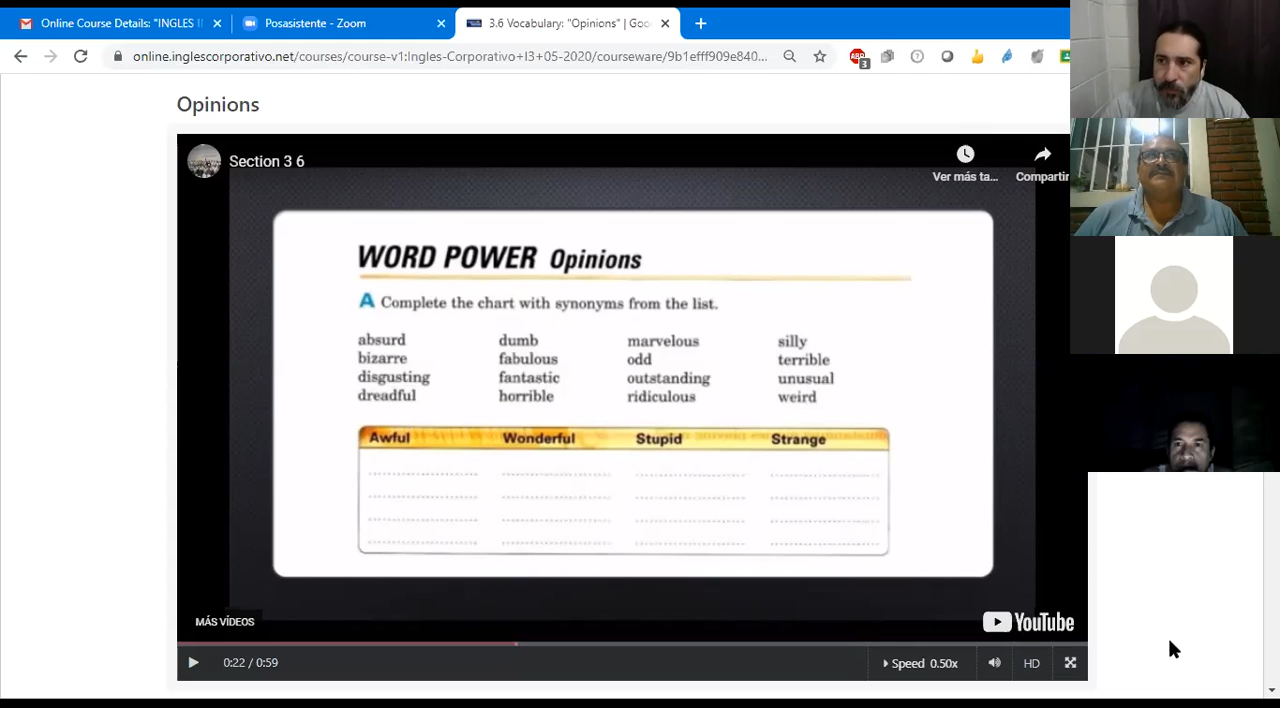 Online Course Details: "INGLES II
Posasistente - Zoom
3.6 Vocabulary: "Opinions" | Goo
online.inglescorporativo.net/courses/course-v1:Ingles-Corporativo+I3+05-2020/courseware/9b1efff909e840...
3
Opinions
Section 3 6
Ver más ta...
Compartir
WORD POWER Opinions
A Complete the chart with synonyms from the list.
absurd dumb marvelous silly
bizarre fabulous odd terrible
disgusting fantastic outstanding unusual
dreadful horrible ridiculous weird
Awful Wonderful Stupid Strange
MÁS VÍDEOS
YouTube
0:22 / 0:59
Speed 0.50x
HD